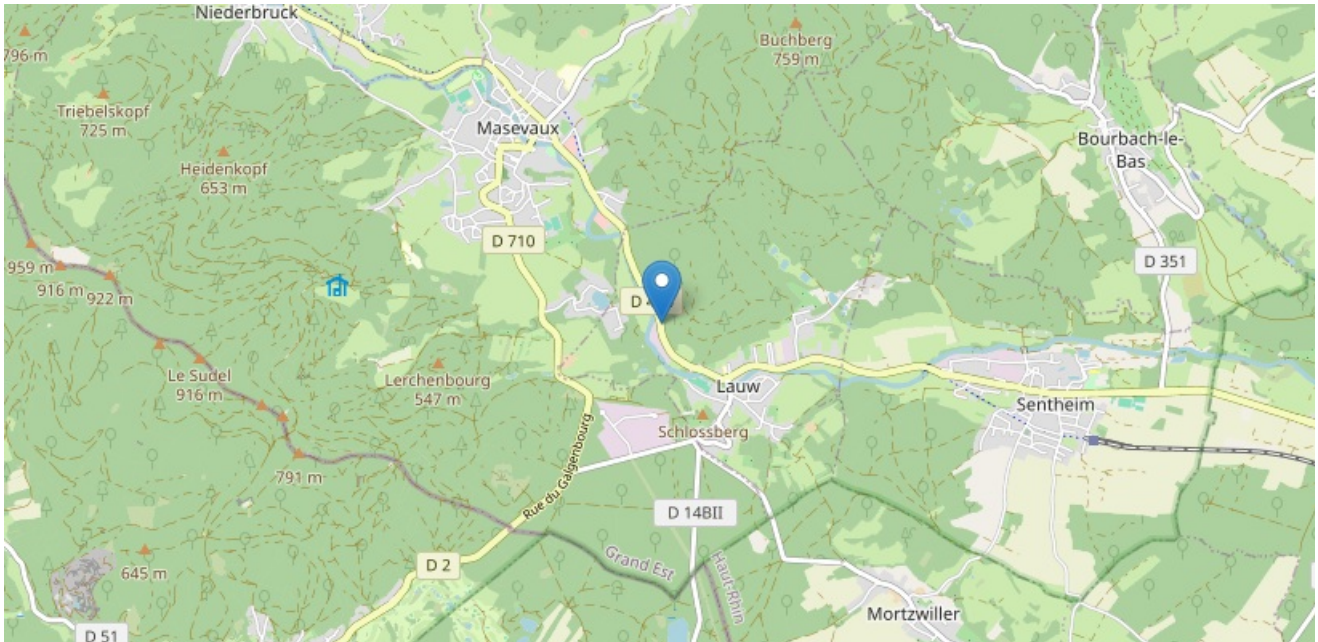 Niederbruck
Buchberg
759 m
796 m
Triebelskopf
725 m
Masevaux
Bourbach-le-
Bas
Heidenkopf
653 m
D 710
D 351
959 m
916 m
922 m
D
Le Sudel
916 m
Lerchenbourg
547 m
Lauw
Sentheim
Schlossberg
791 m
Rue du Galgenbourg
D 14BII
Grand Est
Haut-Rhin
645 m
D 2
Mortzwiller
D 51